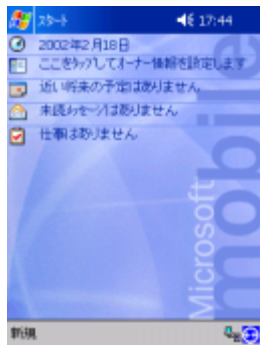 スタート 17:44
2002年2月18日
ここをタップしてオーナー情報を設定します
近い将来の予定はありません
未読メッセージはありません
仕事はありません
Microsoft
mobile
新規